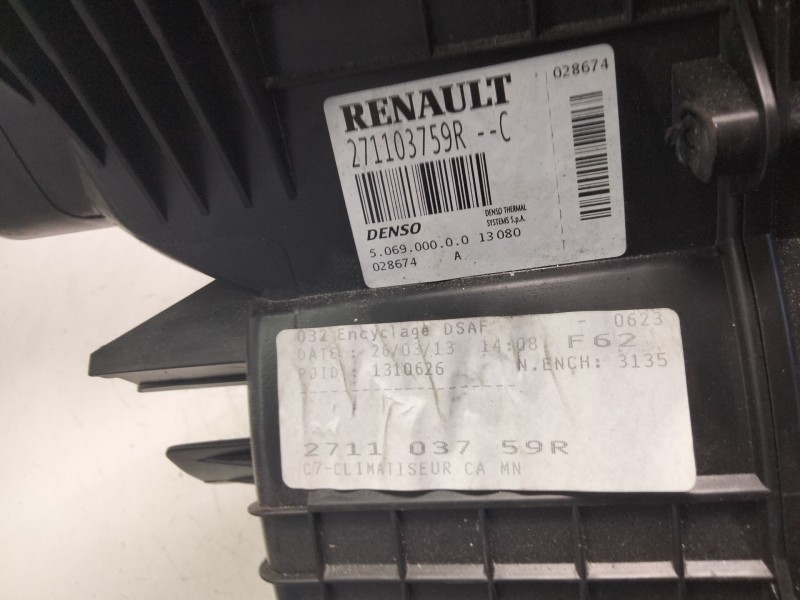 028674
RENAULT
271103759R --C
DENSO
DENSO THERMAL
SYSTEMS S.p.A.
5.069.000.0.0 13080
028674 A
032 Encyclage DSAF - 0623
DATE : 26/03/13 14:08 F62
PJID: 1310626 N.ENCH: 3135
2711 037 59R
C7-CLIMATISEUR CA MN